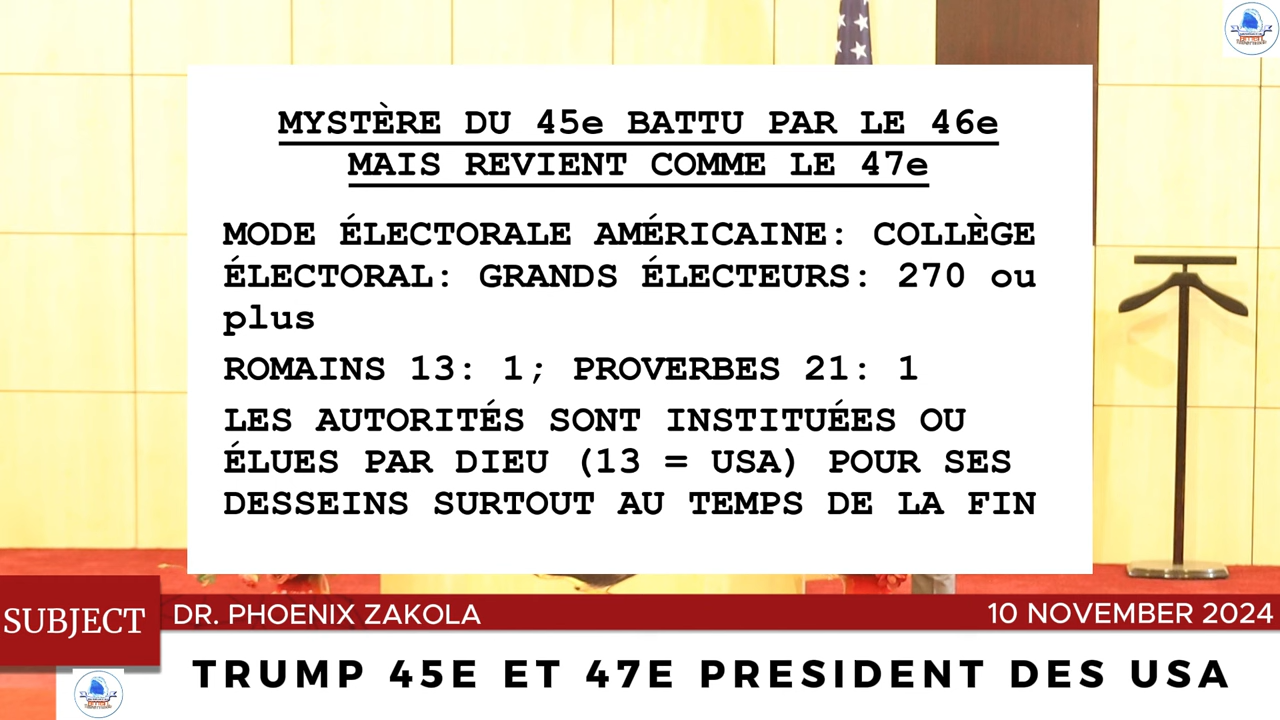 MYSTÈRE DU 45e BATTU PAR LE 46e
MAIS REVIENT COMME LE 47e
MODE ÉLECTORALE AMÉRICAINE: COLLÈGE
ÉLECTORAL: GRANDS ÉLECTEURS: 270 ou
plus
ROMAINS 13: 1; PROVERBES 21: 1
LES AUTORITÉS SONT INSTITUÉES OU
ÉLUES PAR DIEU (13 = USA) POUR SES
DESSEINS SURTOUT AU TEMPS DE LA FIN
SUBJECT
DR. PHOENIX ZAKOLA
10 NOVEMBER 2024
TRUMP 45E ET 47E PRESIDENT DES USA